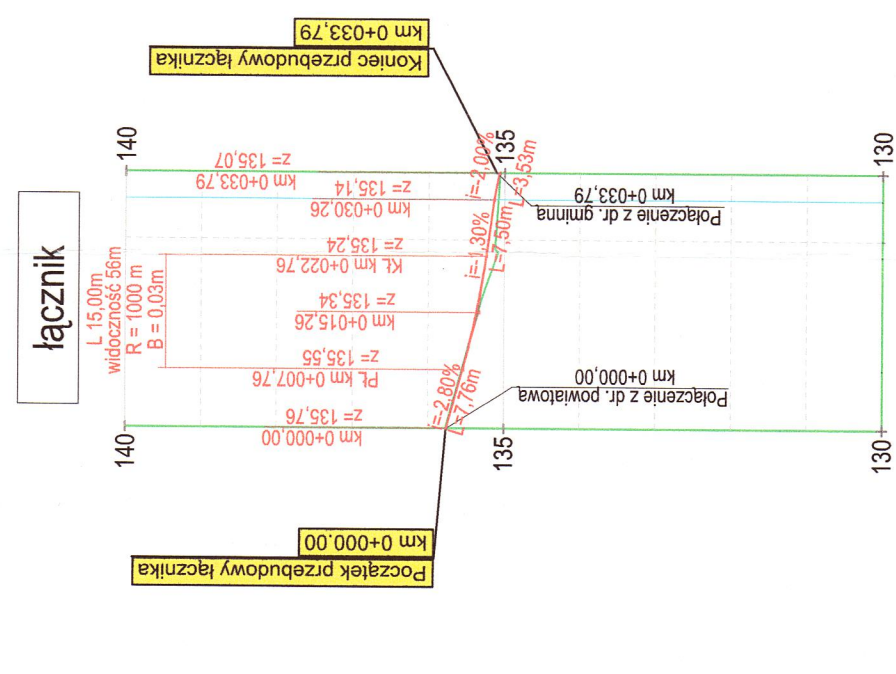 łącznik
L 15,00m
widoczność 56m
R = 1000 m
B = 0,03m
Początek przebudowy łącznika
km 0+000.00
Koniec przebudowy łącznika
km 0+033,79
140
135
130
140
135
130
km 0+000,00
z= 135,76
PŁ km 0+007,76
z= 135,55
km 0+015,26
z= 135,34
KŁ km 0+022,76
z= 135,24
km 0+030,26
z= 135,14
km 0+033,79
z= 135,07
i=-2,80%
L=7,76m
i=-1,30%
L=7,50m
i=-2,00%
L=3,53m
Połączenie z dr. powiatowa
km 0+000,00
Połączenie z dr. gminna
km 0+033,79